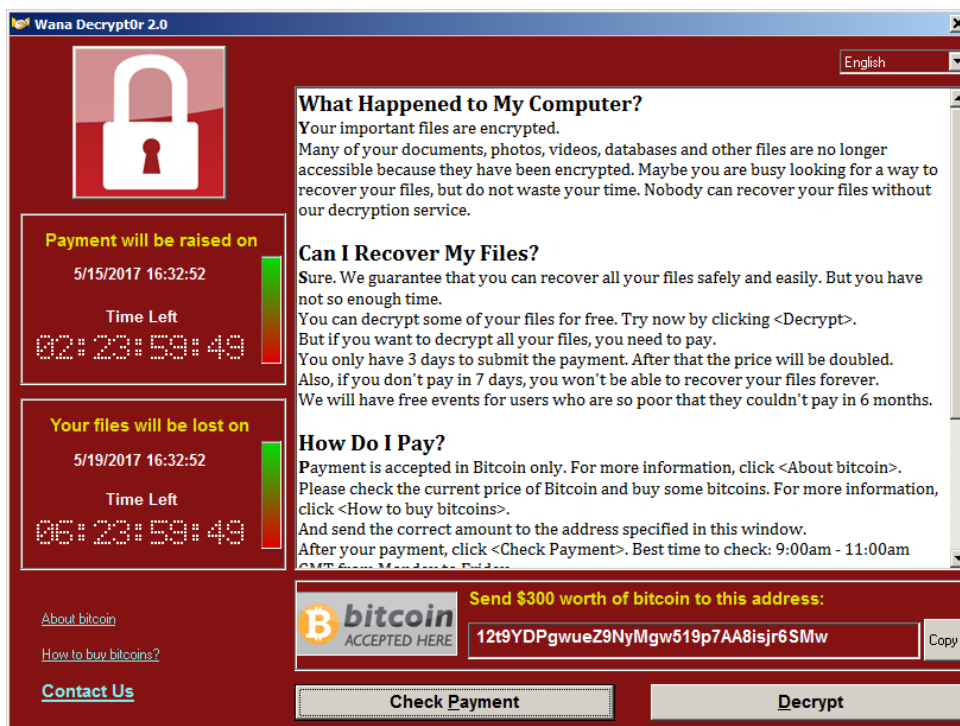 Wana Decrypt0r 2.0
English
What Happened to My Computer?
Your important files are encrypted.
Many of your documents, photos, videos, databases and other files are no longer
accessible because they have been encrypted. Maybe you are busy looking for a way to
recover your files, but do not waste your time. Nobody can recover your files without
our decryption service.
Can I Recover My Files?
Sure. We guarantee that you can recover all your files safely and easily. But you have
not so enough time.
You can decrypt some of your files for free. Try now by clicking <Decrypt>.
But if you want to decrypt all your files, you need to pay.
You only have 3 days to submit the payment. After that the price will be doubled.
Also, if you don't pay in 7 days, you won't be able to recover your files forever.
We will have free events for users who are so poor that they couldn't pay in 6 months.
How Do I Pay?
Payment is accepted in Bitcoin only. For more information, click <About bitcoin>.
Please check the current price of Bitcoin and buy some bitcoins. For more information,
click <How to buy bitcoins>.
And send the correct amount to the address specified in this window.
After your payment, click <Check Payment>. Best time to check: 9:00am - 11:00am
GMT from Monday to Friday
Payment will be raised on
5/15/2017 16:32:52
Time Left
02:23:59:49
Your files will be lost on
5/19/2017 16:32:52
Time Left
06:23:59:49
About bitcoin
How to buy bitcoins?
Contact Us
bitcoin
ACCEPTED HERE
Send $300 worth of bitcoin to this address:
12t9YDPgwueZ9NyMgw519p7AA8isjr6SMw
Copy
Check Payment
Decrypt